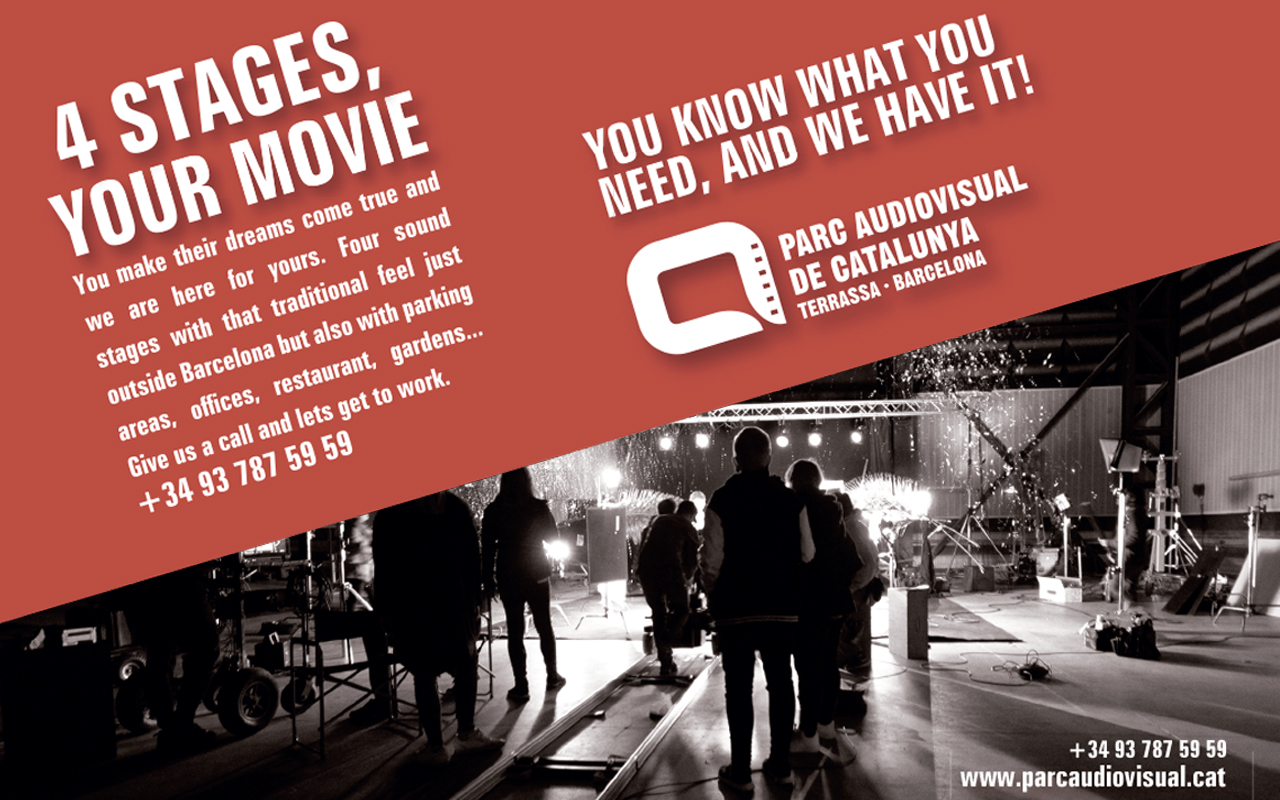 4 STAGES,
YOUR MOVIE
You make their dreams come true and
we are here for yours. Four sound
stages with that traditional feel just
outside Barcelona but also with parking
areas, offices, restaurant, gardens...
Give us a call and lets get to work.
+34 93 787 59 59
YOU KNOW WHAT YOU
NEED, AND WE HAVE IT!
PARC AUDIOVISUAL
DE CATALUNYA
TERRASSA · BARCELONA
+34 93 787 59 59
www.parcaudiovisual.cat